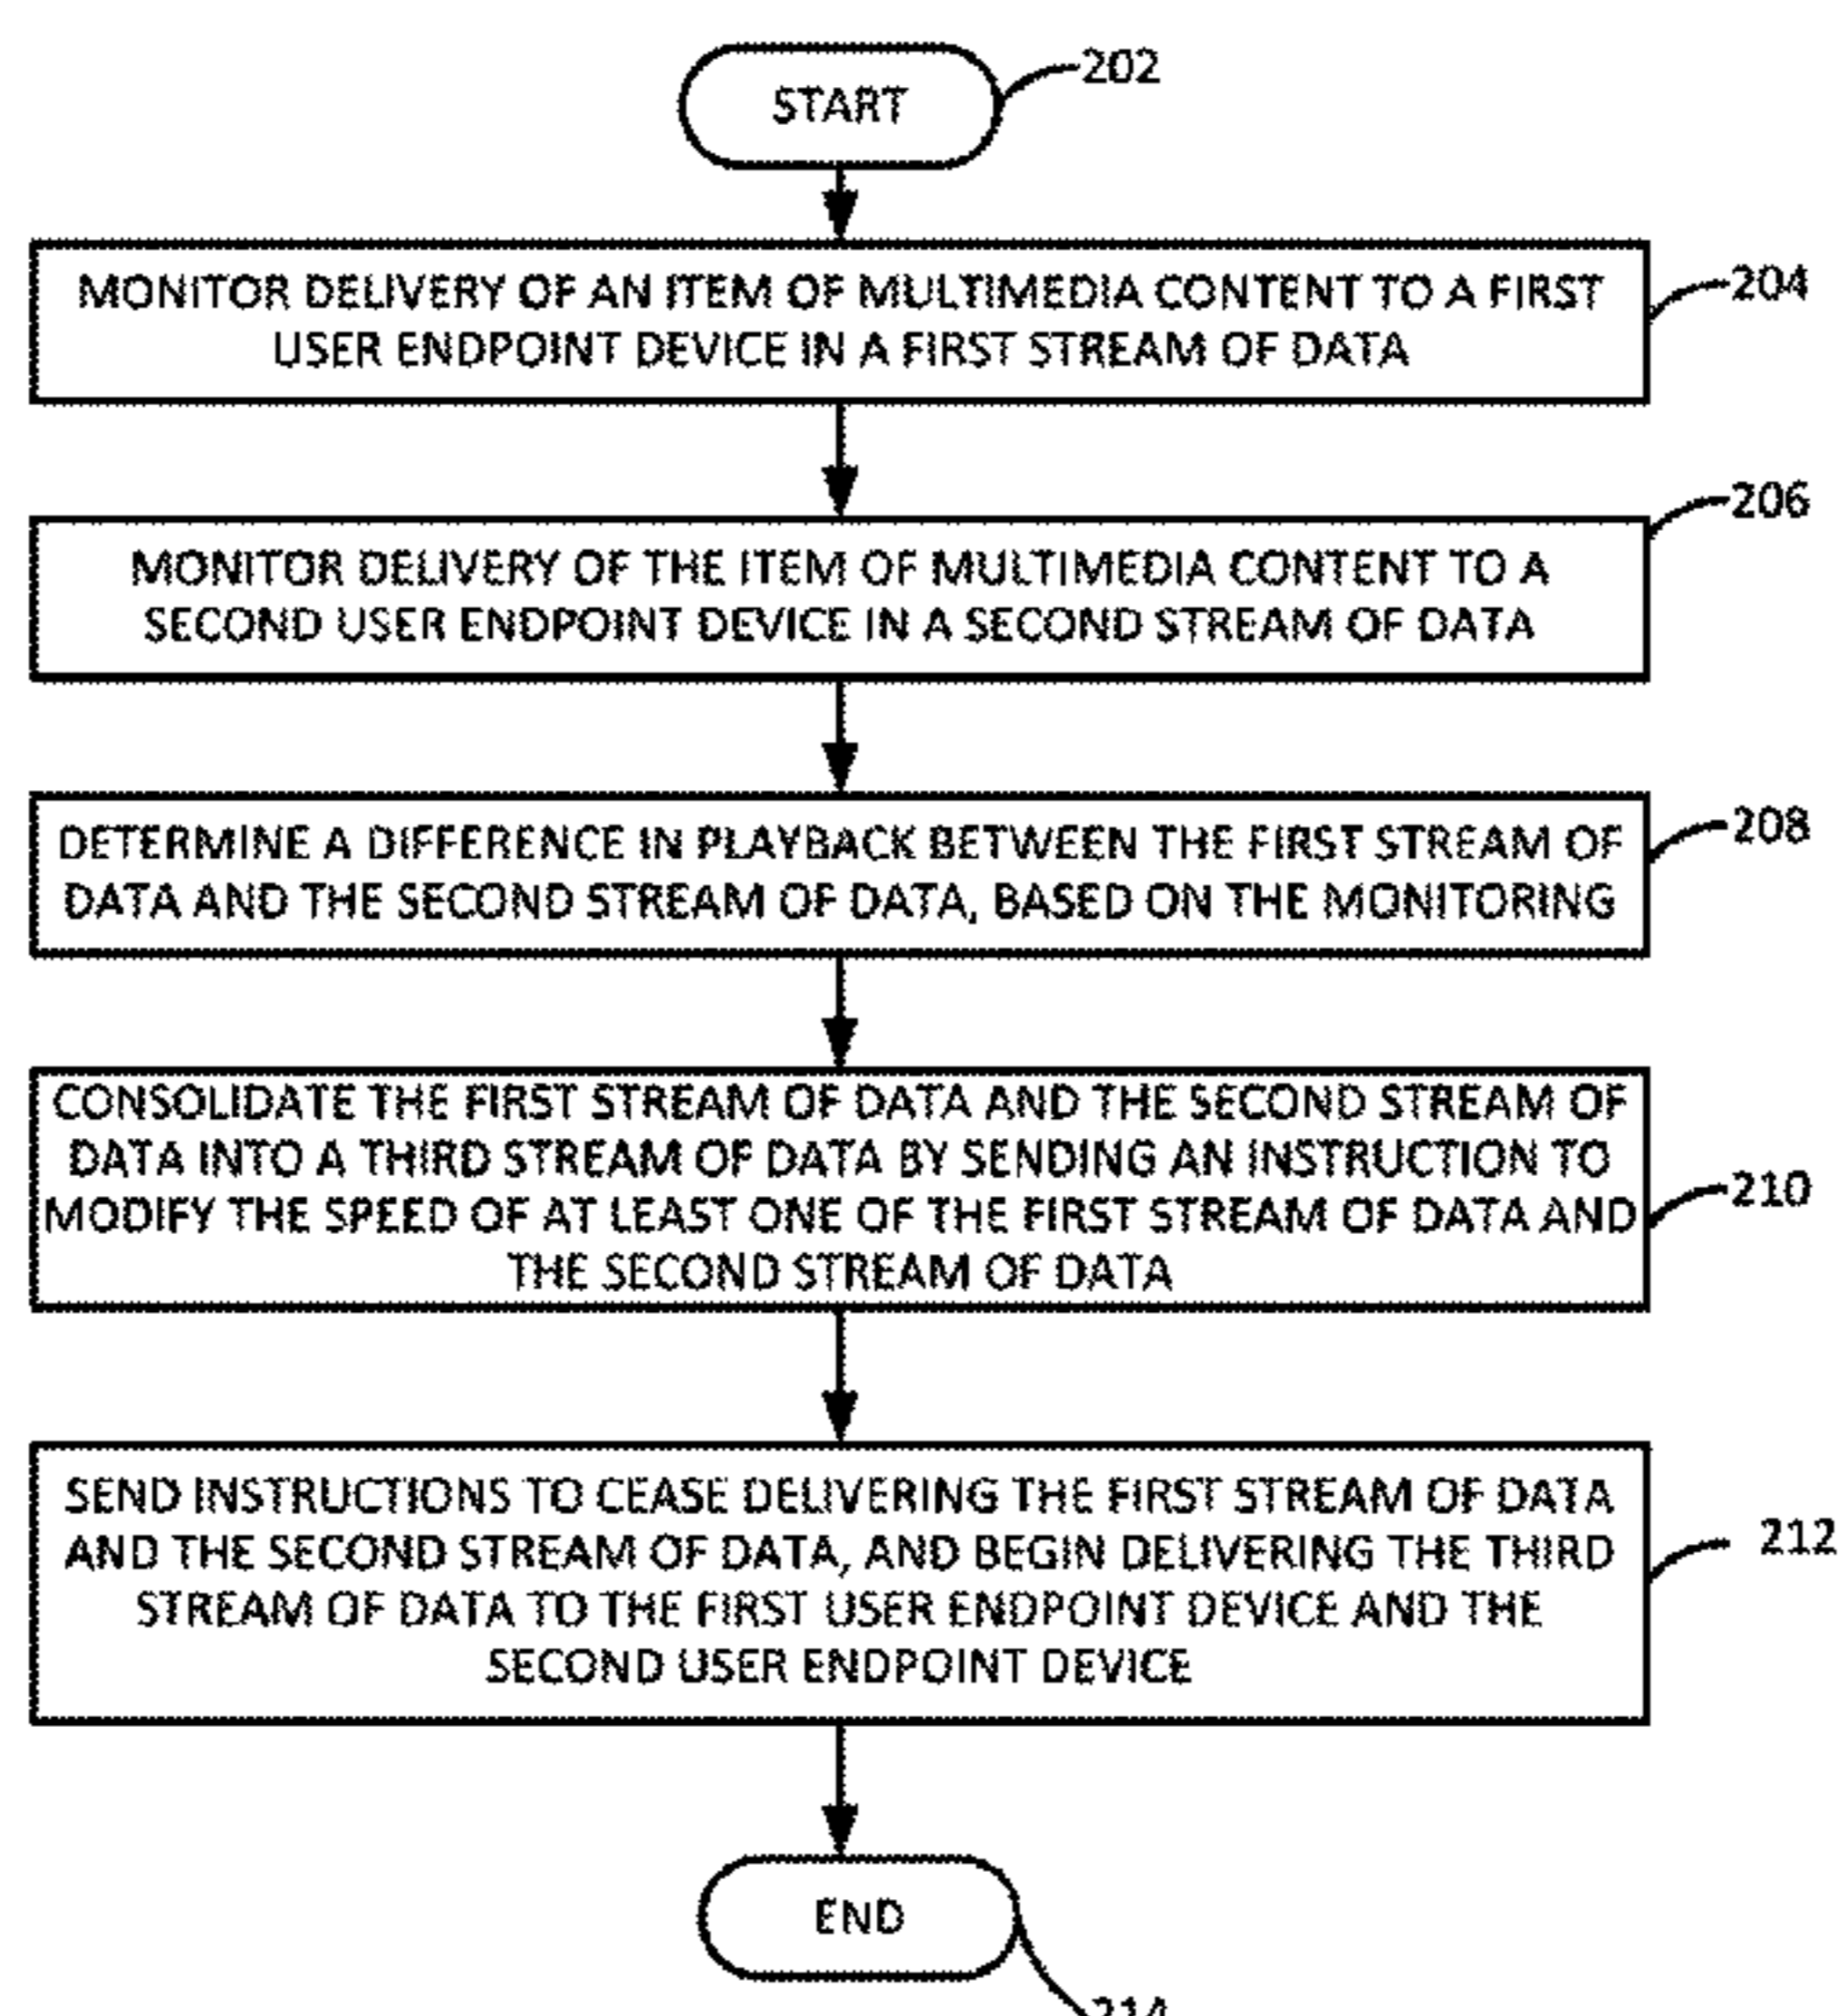 START
202
MONITOR DELIVERY OF AN ITEM OF MULTIMEDIA CONTENT TO A FIRST
USER ENDPOINT DEVICE IN A FIRST STREAM OF DATA
204
MONITOR DELIVERY OF THE ITEM OF MULTIMEDIA CONTENT TO A
SECOND USER ENDPOINT DEVICE IN A SECOND STREAM OF DATA
206
DETERMINE A DIFFERENCE IN PLAYBACK BETWEEN THE FIRST STREAM OF
DATA AND THE SECOND STREAM OF DATA, BASED ON THE MONITORING
208
CONSOLIDATE THE FIRST STREAM OF DATA AND THE SECOND STREAM OF
DATA INTO A THIRD STREAM OF DATA BY SENDING AN INSTRUCTION TO
MODIFY THE SPEED OF AT LEAST ONE OF THE FIRST STREAM OF DATA AND
THE SECOND STREAM OF DATA
210
SEND INSTRUCTIONS TO CEASE DELIVERING THE FIRST STREAM OF DATA
AND THE SECOND STREAM OF DATA, AND BEGIN DELIVERING THE THIRD
STREAM OF DATA TO THE FIRST USER ENDPOINT DEVICE AND THE
SECOND USER ENDPOINT DEVICE
212
END
214